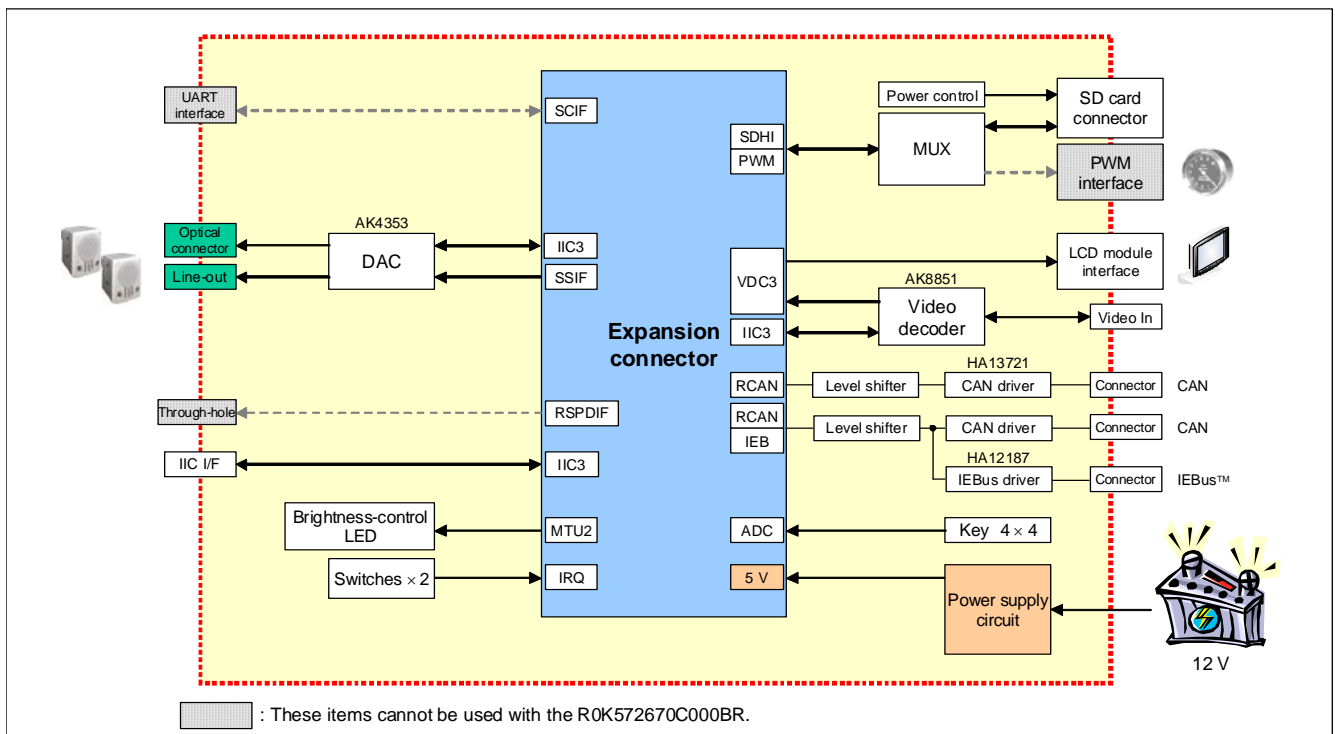 UART
interface
SCIF
Power control
SD card
connector
SDHI
PWM
MUX
PWM
interface
Optical
connector
Line-out
AK4353
DAC
IIC3
SSIF
VDC3
IIC3
LCD module
interface
AK8851
Video
decoder
Video In
Expansion
connector
HA13721
RCAN
Level shifter
CAN driver
Connector
CAN
RCAN
IEB
Level shifter
CAN driver
Connector
CAN
HA12187
IEBus driver
Connector
IEBus™
Through-hole
RSPDIF
IIC I/F
IIC3
Brightness-control
LED
MTU2
ADC
Key 4 × 4
Switches × 2
IRQ
5 V
Power supply
circuit
12 V
: These items cannot be used with the R0K572670C000BR.